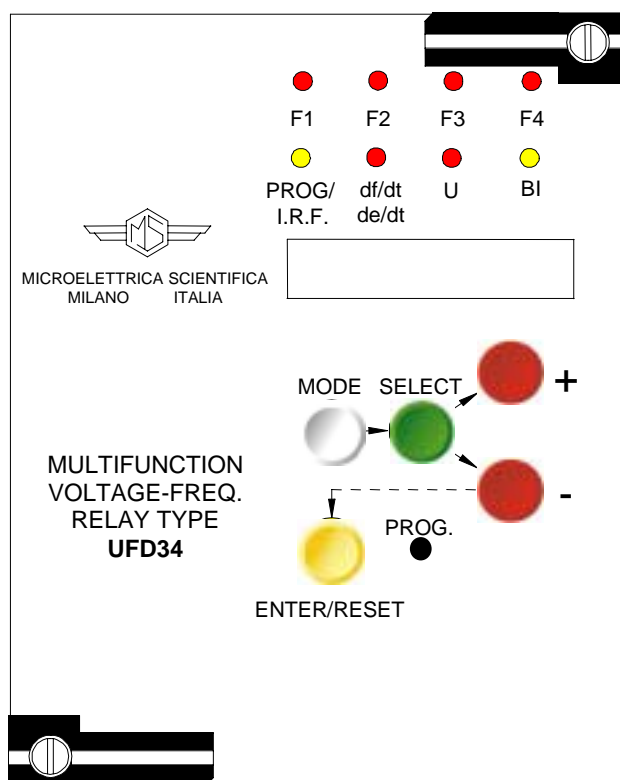 F1 F2 F3 F4
PROG/ I.R.F.
df/dt de/dt
U
BI
MS
MICROELETTRICA SCIENTIFICA
MILANO ITALIA
MODE SELECT
+
-
MULTIFUNCTION
VOLTAGE-FREQ.
RELAY TYPE
UFD34
PROG.
ENTER/RESET